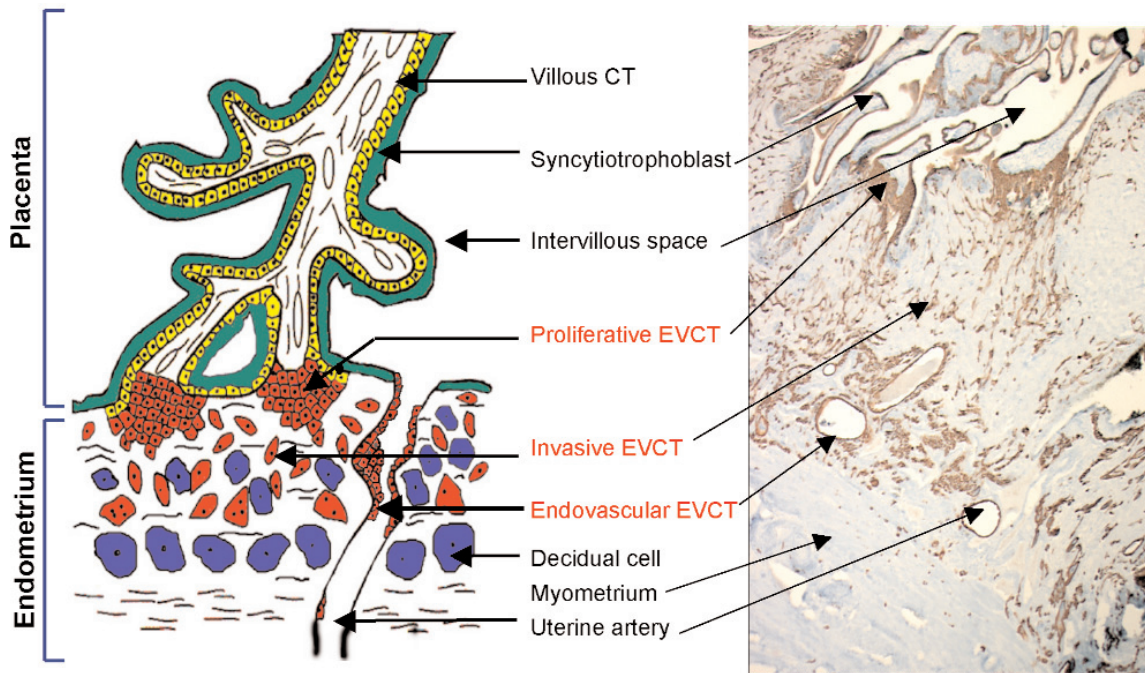 Placenta
Endometrium
Villous CT
Syncytiotrophoblast
Intervillous space
Proliferative EVCT
Invasive EVCT
Endovascular EVCT
Decidual cell
Myometrium
Uterine artery